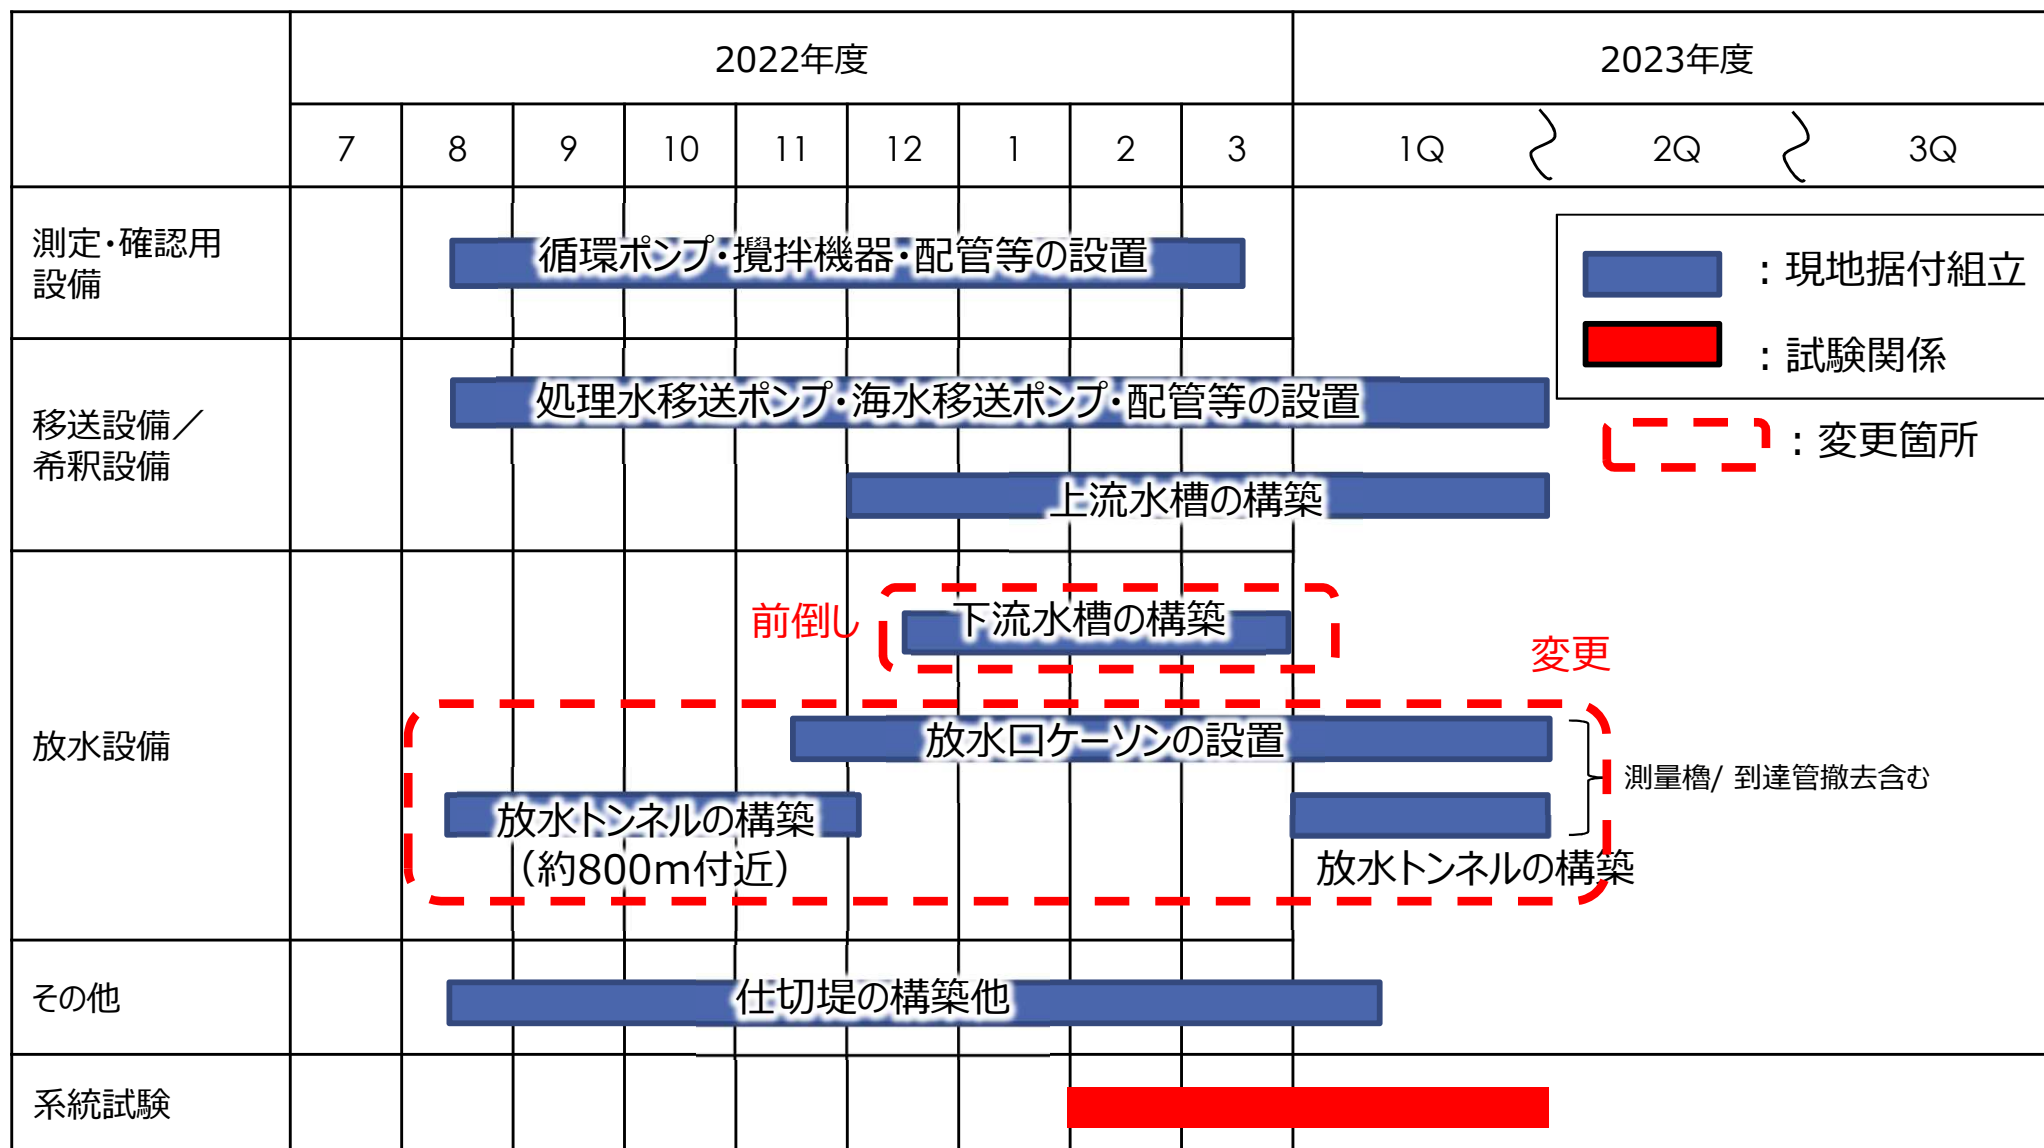 2022年度 2023年度
7 8 9 10 11 12 1 2 3 1Q 2Q 3Q
測定・確認用
設備
循環ポンプ・攪拌機器・配管等の設置
：現地据付組立
：試験関係
：変更箇所
移送設備／
希釈設備
処理水移送ポンプ・海水移送ポンプ・配管等の設置
上流水槽の構築
放水設備
前倒し
下流水槽の構築
変更
放水口ケーソンの設置
測量櫓/ 到達管撤去含む
放水トンネルの構築
（約800m付近）
放水トンネルの構築
その他
仕切堤の構築他
系統試験